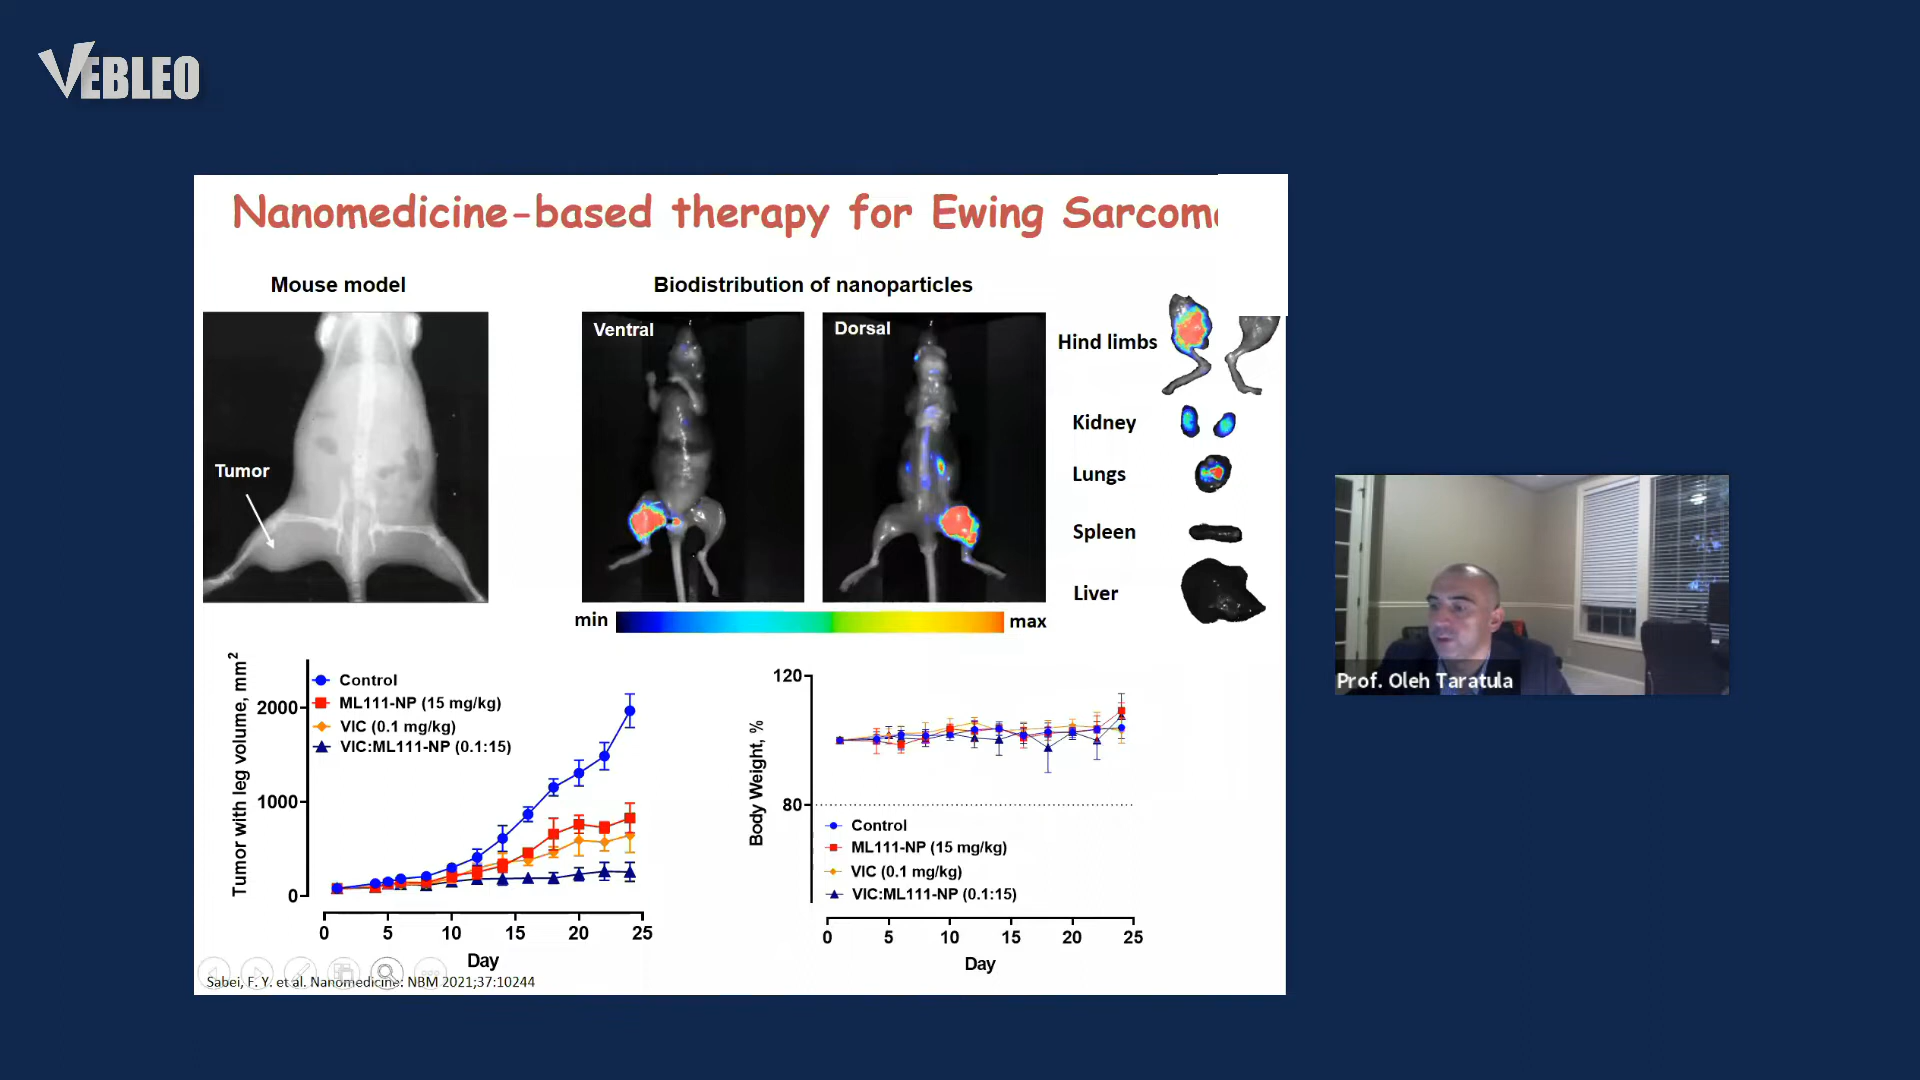 VEBLEO
Nanomedicine-based therapy for Ewing Sarcom
Mouse model
Biodistribution of nanoparticles
Tumor
Ventral
Dorsal
Hind limbs
Kidney
Lungs
Spleen
Liver
min
max
Tumor with leg volume, mm2
2000
1000
0
Control
ML111-NP (15 mg/kg)
VIC (0.1 mg/kg)
VIC:ML111-NP (0.1:15)
0 5 10 15 20 25
Day
Body Weight, %
120
80
Control
ML111-NP (15 mg/kg)
VIC (0.1 mg/kg)
VIC:ML111-NP (0.1:15)
0 5 10 15 20 25
Day
Sabei, F. Y. et al. Nanomedicine: NBM 2021;37:10244
Prof. Oleh Taratula